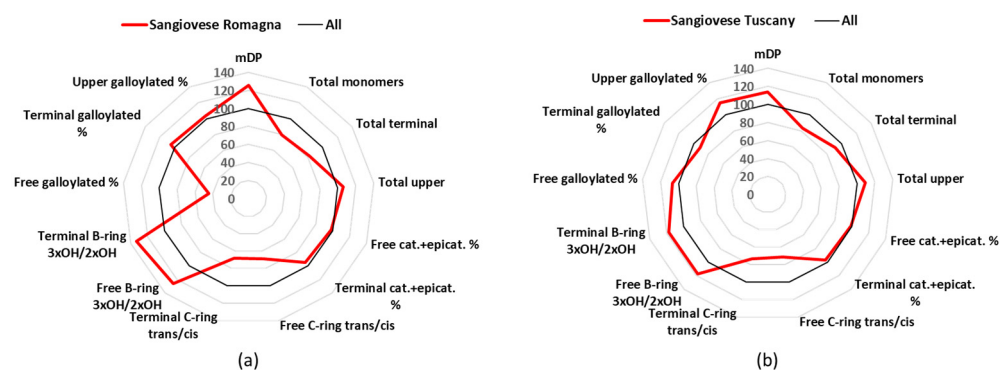 Sangiovese Romagna
All
mDP
Total monomers
Total terminal
Total upper
Free cat.+epicat. %
Terminal cat.+epicat.
%
Free C-ring trans/cis
Terminal C-ring
trans/cis
Free B-ring
3xOH/2xOH
Terminal B-ring
3xOH/2xOH
Free galloylated %
Terminal galloylated
%
Upper galloylated %
140
120
100
80
60
40
20
0
(a)
Sangiovese Tuscany
All
mDP
Total monomers
Total terminal
Total upper
Free cat.+epicat. %
Terminal cat.+epicat.
%
Free C-ring trans/cis
Terminal C-ring
trans/cis
Free B-ring
3xOH/2xOH
Terminal B-ring
3xOH/2xOH
Free galloylated %
Terminal galloylated
%
Upper galloylated %
140
120
100
80
60
40
20
0
(b)